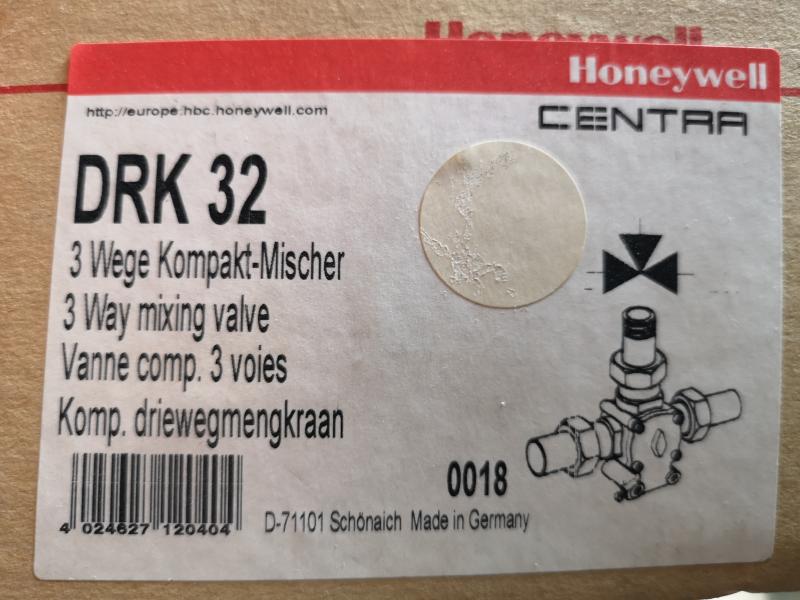 Honeywell
Honeywell
http://europe.hbc.honeywell.com
CENTRA
DRK 32
3 Wege Kompakt-Mischer
3 Way mixing valve
Vanne comp. 3 voies
Komp. driewegmengkraan
0018
4 024627 120404
D-71101 Schönaich Made in Germany